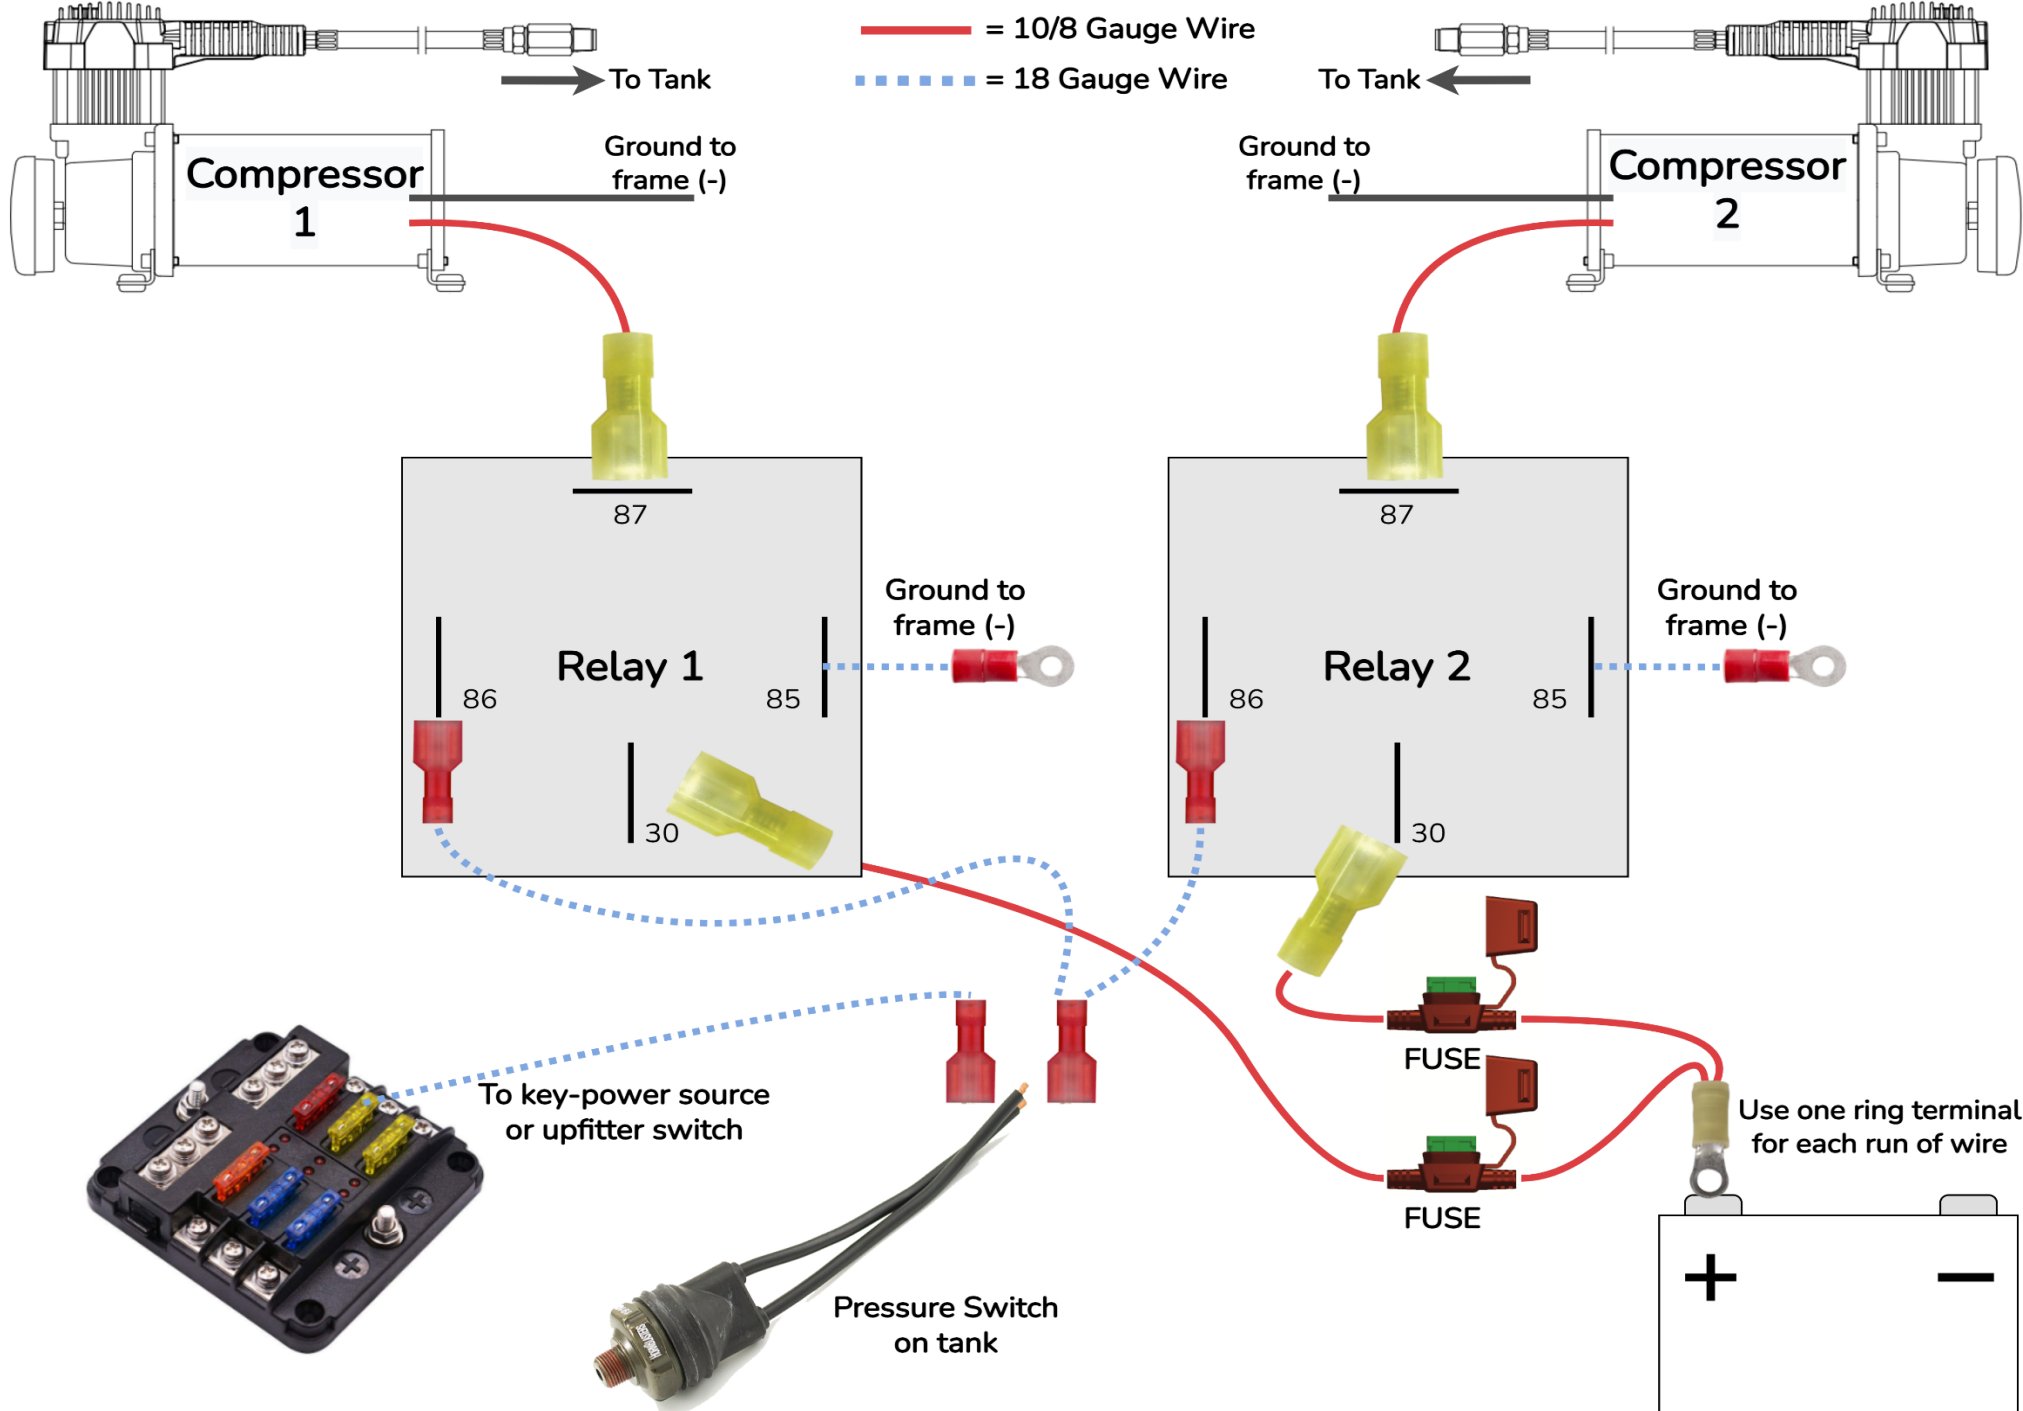 = 10/8 Gauge Wire
= 18 Gauge Wire
To Tank
To Tank
Ground to
frame (-)
Ground to
frame (-)
Compressor
1
Compressor
2
87
87
Ground to
frame (-)
Ground to
frame (-)
Relay 1
86
85
30
Relay 2
86
85
30
FUSE
FUSE
To key-power source
or upfitter switch
Use one ring terminal
for each run of wire
Pressure Switch
on tank
HORNBLASTERS
+
−